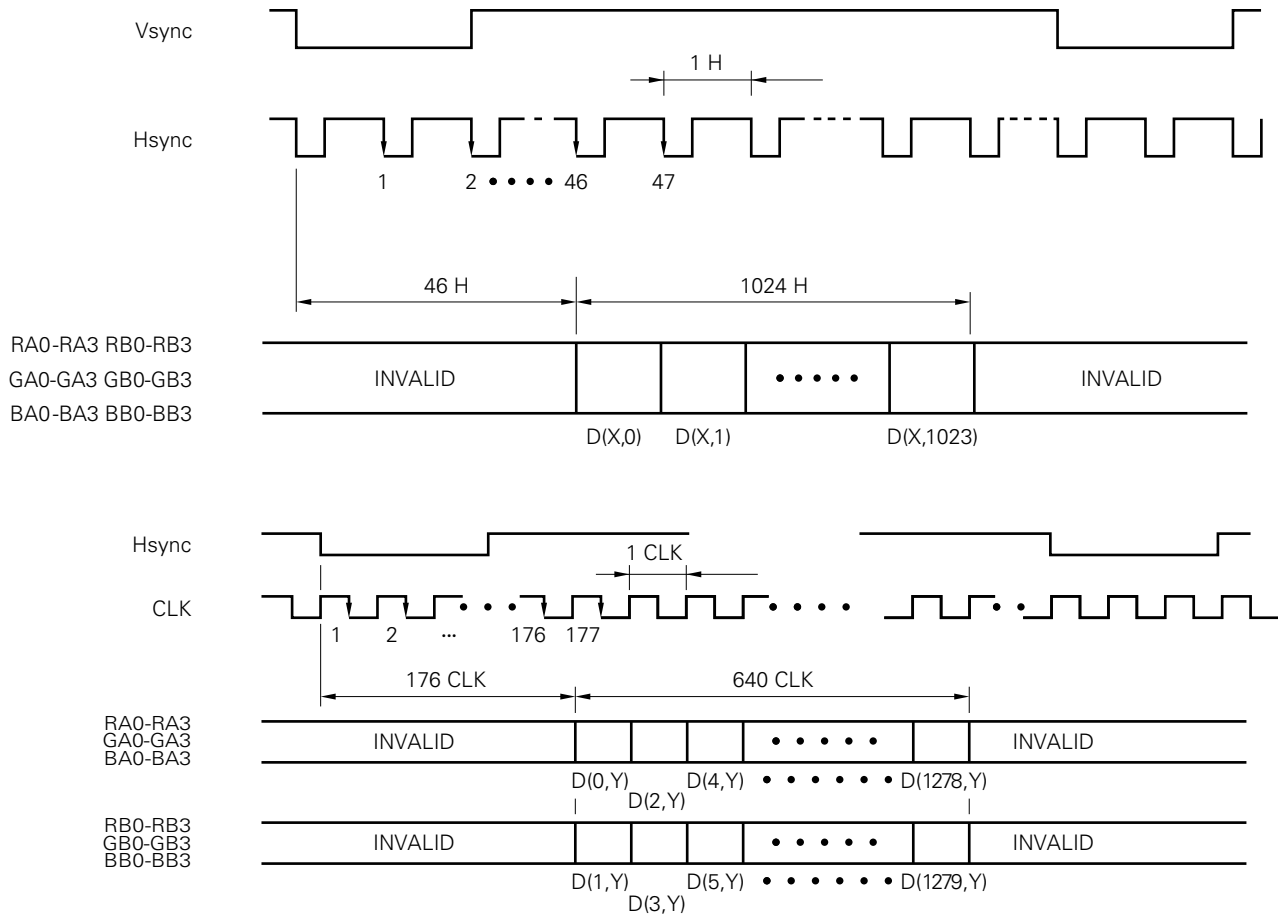 Vsync
1 H
Hsync
1 2 46 47
46 H 1024 H
RA0-RA3 RB0-RB3
GA0-GA3 GB0-GB3 INVALID INVALID
BA0-BA3 BB0-BB3
D(X,0) D(X,1) D(X,1023)
Hsync
1 CLK
CLK
1 2 ... 176 177
176 CLK 640 CLK
RA0-RA3
GA0-GA3 INVALID INVALID
BA0-BA3
D(0,Y) D(4,Y) D(1278,Y)
D(2,Y)
RB0-RB3
GB0-GB3 INVALID INVALID
BB0-BB3
D(1,Y) D(5,Y) D(1279,Y)
D(3,Y)